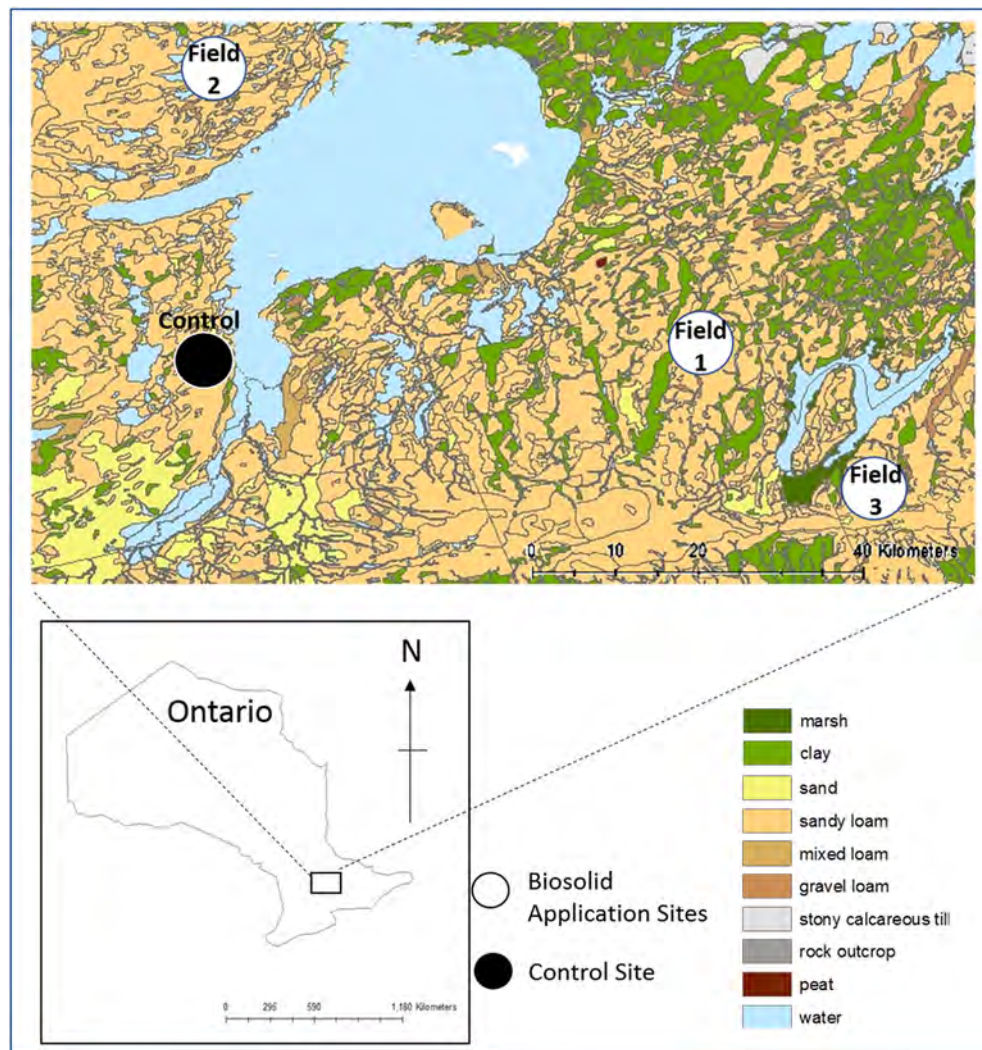 Field
2
Control
Field
1
Field
3
0 10 20 40 Kilometers
N
Ontario
Biosolid
Application Sites
Control Site
0 295 590 1,180 Kilometers
marsh
clay
sand
sandy loam
mixed loam
gravel loam
stony calcareous till
rock outcrop
peat
water